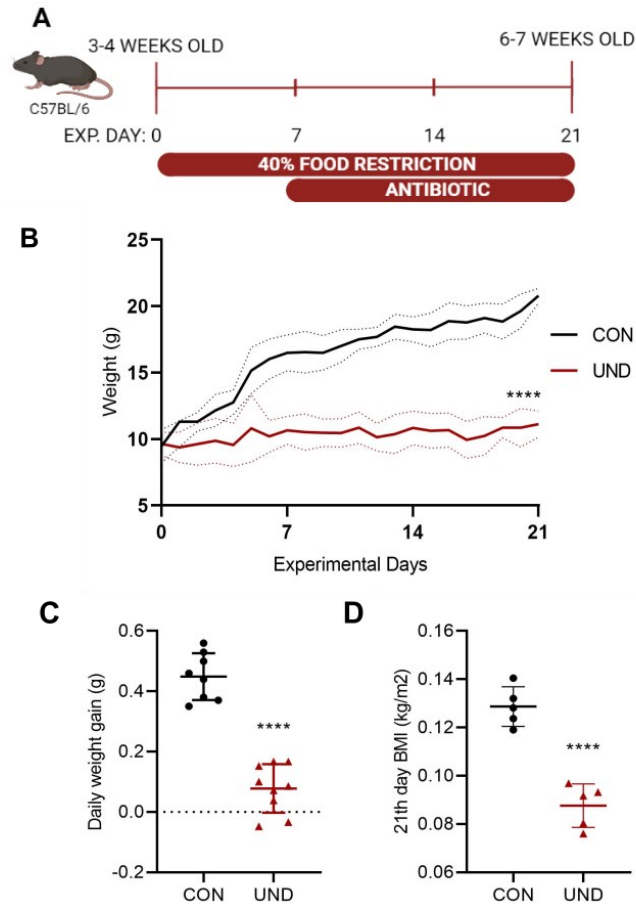 A
3-4 WEEKS OLD
6-7 WEEKS OLD
C57BL/6
EXP. DAY: 0 7 14 21
40% FOOD RESTRICTION
ANTIBIOTIC
B
25
20
15
10
5
Weight (g)
CON
UND
****
0 7 14 21
Experimental Days
C
0.6
0.4
0.2
0.0
-0.2
Daily weight gain (g)
****
CON UND
D
0.16
0.14
0.12
0.10
0.08
0.06
21th day BMI (kg/m2)
****
CON UND